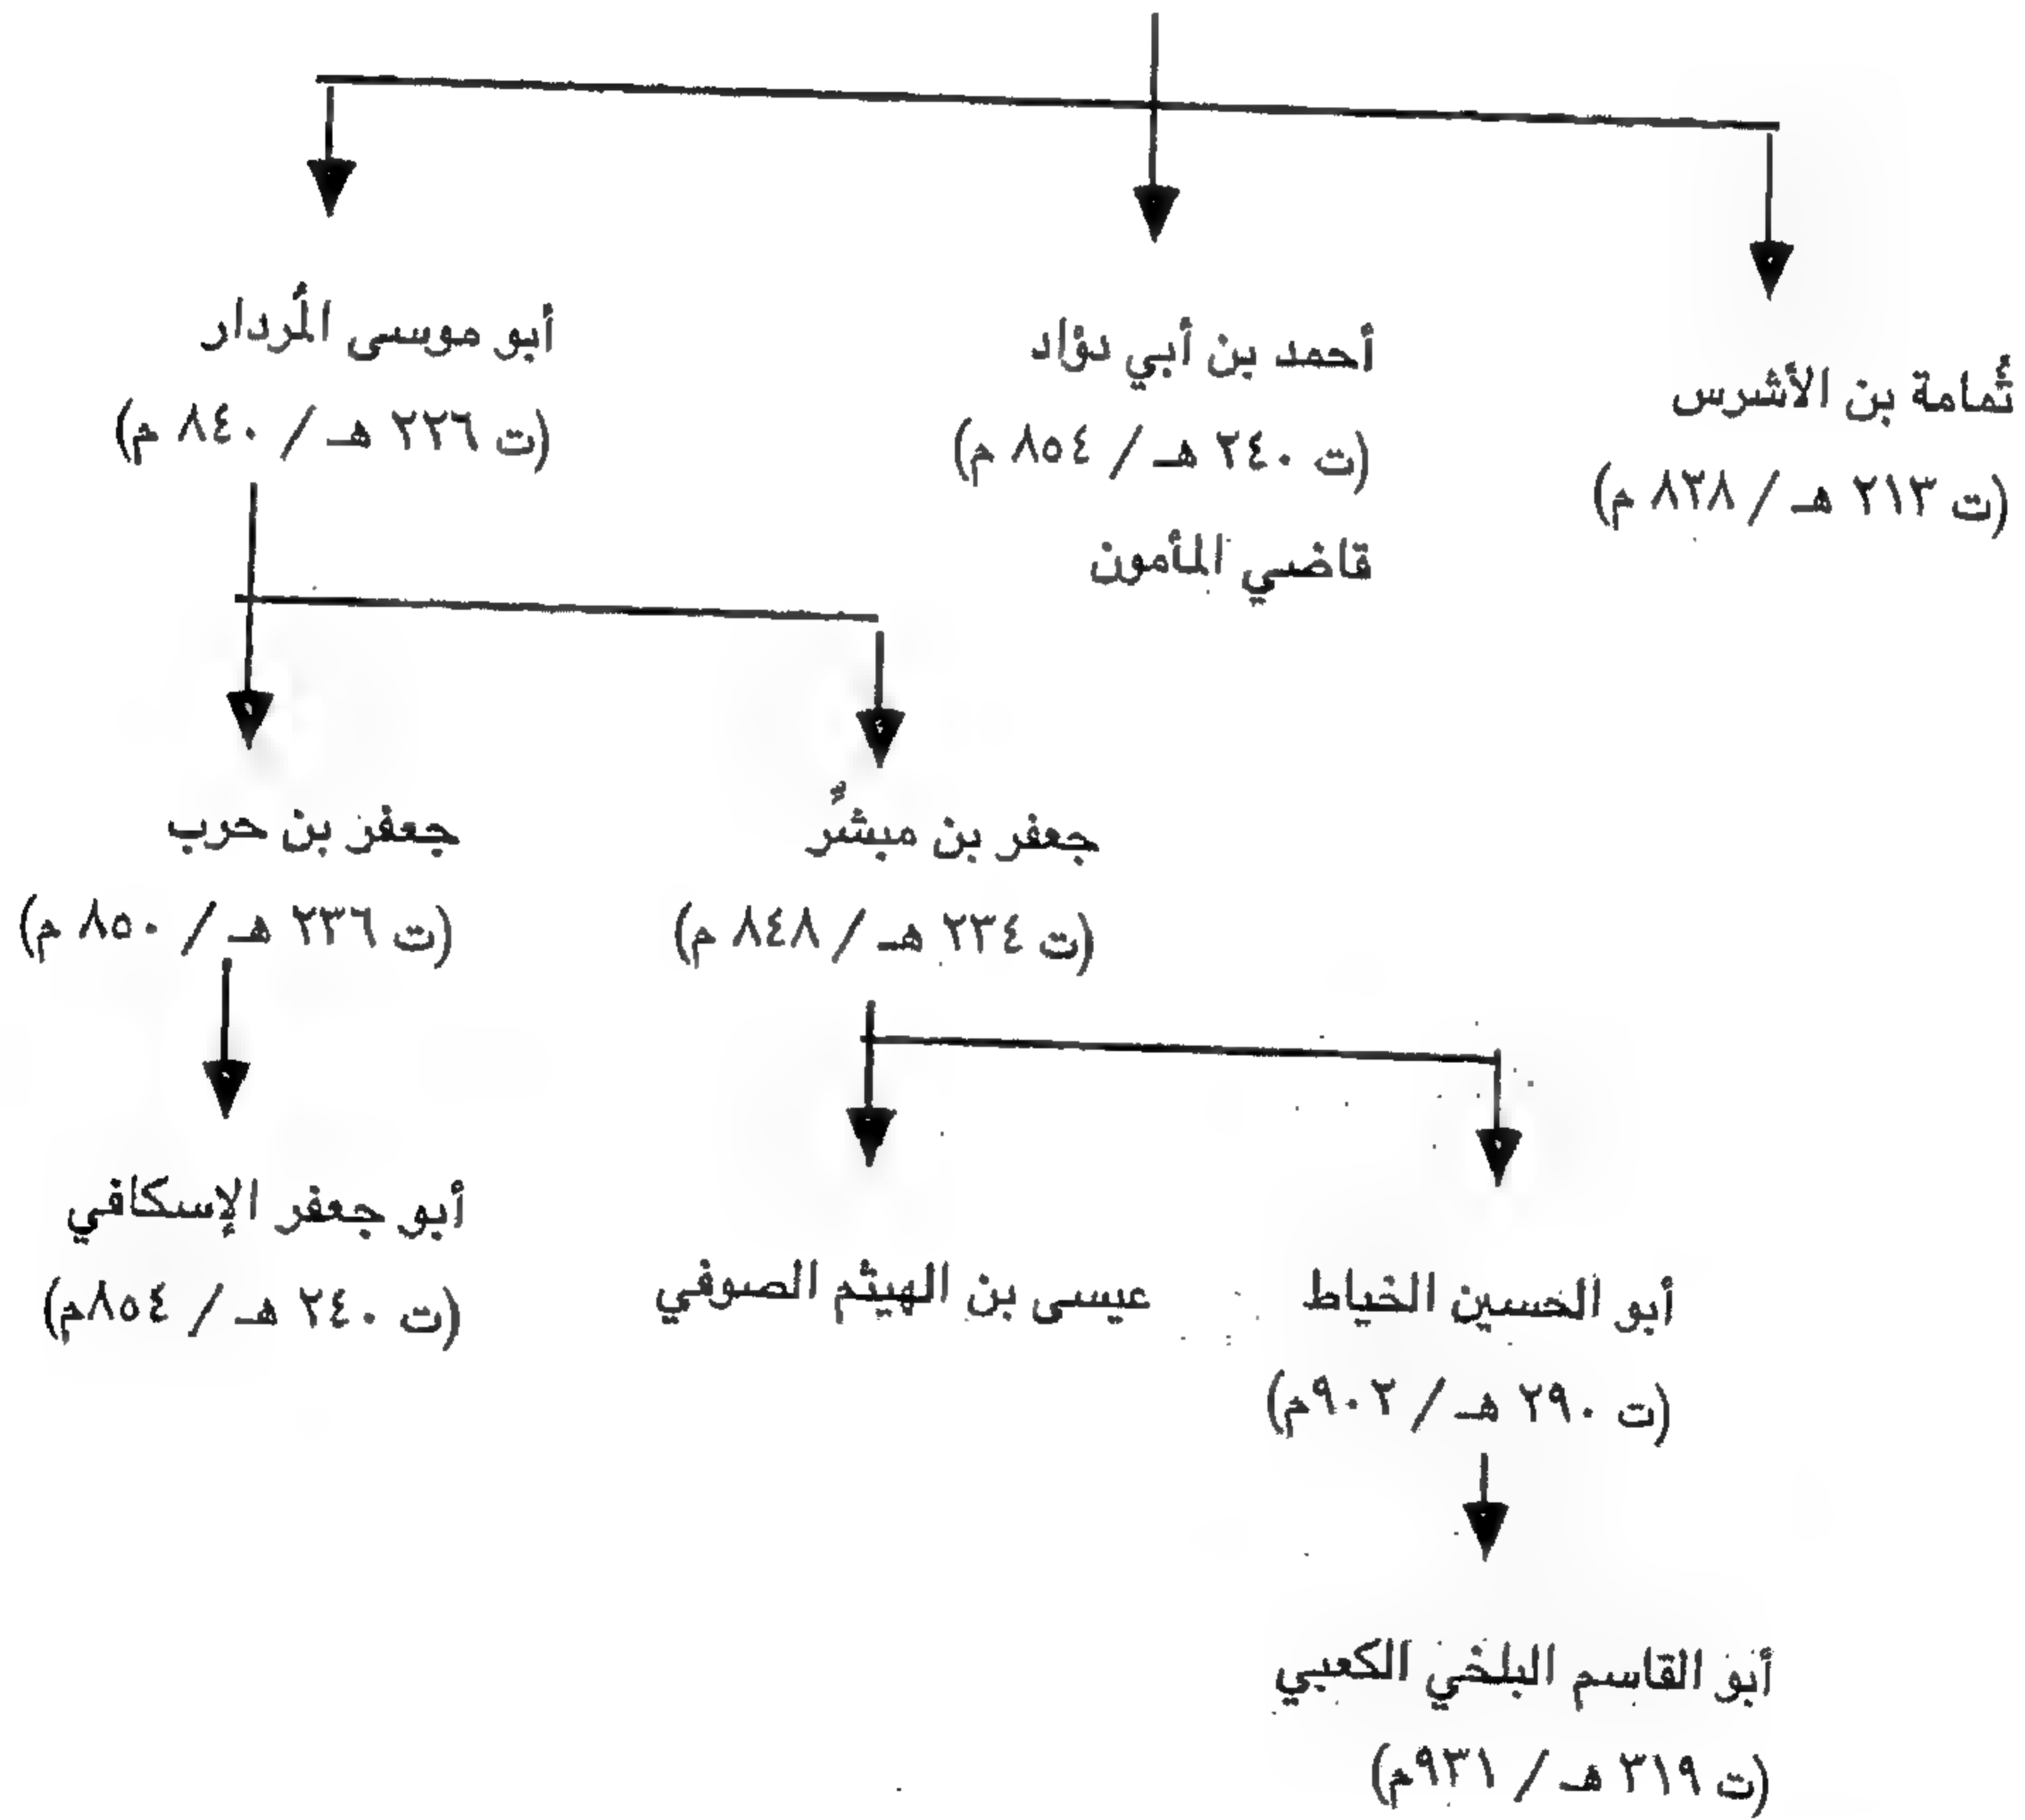 ثُمامة بن الأشرس
(ت ٢١٣ هـ / ٨٢٨ م)
أحمد بن أبي دؤاد
(ت ٢٤٠ هـ / ٨٥٤ م)
قاضي المأمون
أبو موسى المُردار
(ت ٢٢٦ هـ / ٨٤٠ م)
جعفر بن مبشرٌ
(ت ٢٣٤ هـ / ٨٤٨ م)
جعفر بن حرب
(ت ٢٣٦ هـ / ٨٥٠ م)
أبو الحسين الخياط
(ت ٢٩٠ هـ / ٩٠٢م)
عيسى بن الهيثم الصوفي
أبو جعفر الإسكافي
(ت ٢٤٠ هـ / ٨٥٤م)
أبو القاسم البلخي الكعبي
(ت ٣١٩ هـ / ٩٣١م)